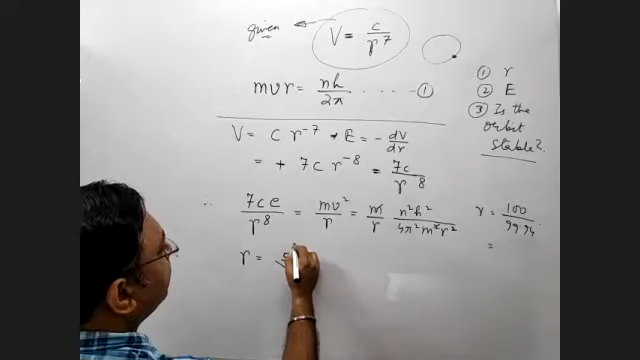 given ← V = c/r⁷
mvr = nh/2π ........ ①
① r
② E
③ Is the
orbit
stable?
V = C r⁻⁷ , E = - dV/dr
= + 7c r⁻⁸ = 7c/r⁸
∴ 7ce/r⁸ = mv²/r = m/r n²h²/4π²m²r²
r = 100/99.94
=
r =